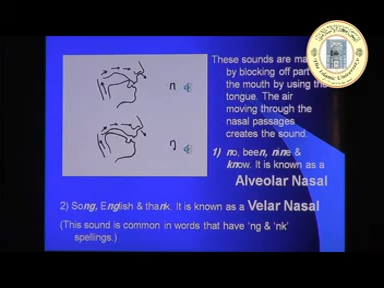 These sounds are ma
by blocking off part
the mouth by using the
tongue. The air
moving through the
nasal passages
creates the sound.
n
ŋ
1) no, been, nine &
know. It is known as a
Alveolar Nasal
2) Song, English & thank. It is known as a Velar Nasal
(This sound is common in words that have 'ng & 'nk'
spellings.)